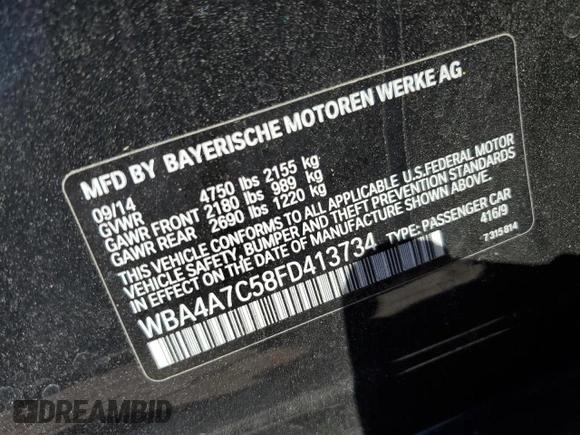 MFD BY BAYERISCHE MOTOREN WERKE AG
09/14
GVWR 4750 lbs 2155 kg
GAWR FRONT 2180 lbs 989 kg
GAWR REAR 2690 lbs 1220 kg
THIS VEHICLE CONFORMS TO ALL APPLICABLE U.S.FEDERAL MOTOR
VEHICLE SAFETY, BUMPER AND THEFT PREVENTION STANDARDS
IN EFFECT ON THE DATE OF MANUFACTURE SHOWN ABOVE.
WBA4A7C58FD413734 TYPE: PASSENGER CAR
416/9
7 315 814
DREAMBID